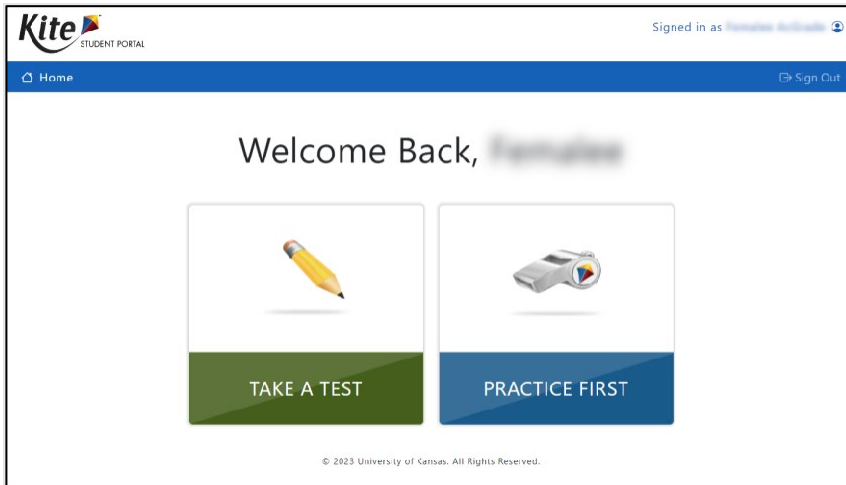 Kite
STUDENT PORTAL
Signed in as
Home
Sign Out
Welcome Back,
TAKE A TEST
PRACTICE FIRST
© 2023 University of Kansas. All Rights Reserved.